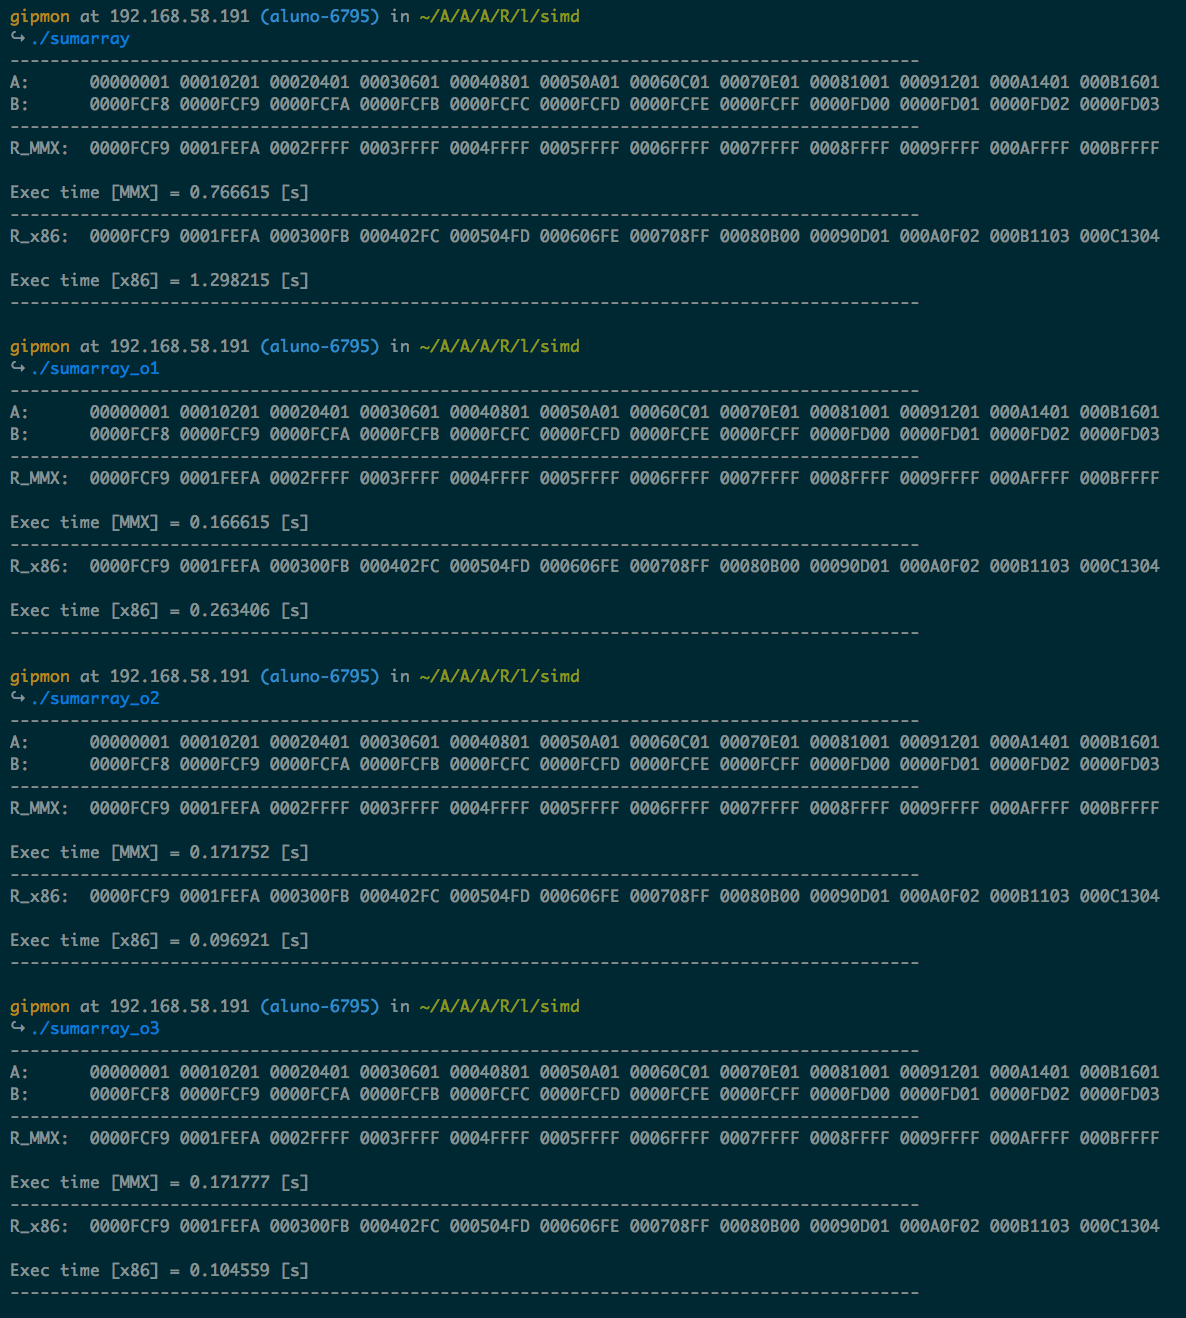 gipmon at 192.168.58.191 (aluno-6795) in ~/A/A/A/R/l/simd
↪ ./sumarray
-------------------------------------------------------------------------------------------
A:      00000001 00010201 00020401 00030601 00040801 00050A01 00060C01 00070E01 00081001 00091201 000A1401 000B1601
B:      0000FCF8 0000FCF9 0000FCFA 0000FCFB 0000FCFC 0000FCFD 0000FCFE 0000FCFF 0000FD00 0000FD01 0000FD02 0000FD03
-------------------------------------------------------------------------------------------
R_MMX:  0000FCF9 0001FEFA 0002FFFF 0003FFFF 0004FFFF 0005FFFF 0006FFFF 0007FFFF 0008FFFF 0009FFFF 000AFFFF 000BFFFF
Exec time [MMX] = 0.766615 [s]
-------------------------------------------------------------------------------------------
R_x86:  0000FCF9 0001FEFA 000300FB 000402FC 000504FD 000606FE 000708FF 00080B00 00090D01 000A0F02 000B1103 000C1304
Exec time [x86] = 1.298215 [s]
-------------------------------------------------------------------------------------------
gipmon at 192.168.58.191 (aluno-6795) in ~/A/A/A/R/l/simd
↪ ./sumarray_o1
-------------------------------------------------------------------------------------------
A:      00000001 00010201 00020401 00030601 00040801 00050A01 00060C01 00070E01 00081001 00091201 000A1401 000B1601
B:      0000FCF8 0000FCF9 0000FCFA 0000FCFB 0000FCFC 0000FCFD 0000FCFE 0000FCFF 0000FD00 0000FD01 0000FD02 0000FD03
-------------------------------------------------------------------------------------------
R_MMX:  0000FCF9 0001FEFA 0002FFFF 0003FFFF 0004FFFF 0005FFFF 0006FFFF 0007FFFF 0008FFFF 0009FFFF 000AFFFF 000BFFFF
Exec time [MMX] = 0.166615 [s]
-------------------------------------------------------------------------------------------
R_x86:  0000FCF9 0001FEFA 000300FB 000402FC 000504FD 000606FE 000708FF 00080B00 00090D01 000A0F02 000B1103 000C1304
Exec time [x86] = 0.263406 [s]
-------------------------------------------------------------------------------------------
gipmon at 192.168.58.191 (aluno-6795) in ~/A/A/A/R/l/simd
↪ ./sumarray_o2
-------------------------------------------------------------------------------------------
A:      00000001 00010201 00020401 00030601 00040801 00050A01 00060C01 00070E01 00081001 00091201 000A1401 000B1601
B:      0000FCF8 0000FCF9 0000FCFA 0000FCFB 0000FCFC 0000FCFD 0000FCFE 0000FCFF 0000FD00 0000FD01 0000FD02 0000FD03
-------------------------------------------------------------------------------------------
R_MMX:  0000FCF9 0001FEFA 0002FFFF 0003FFFF 0004FFFF 0005FFFF 0006FFFF 0007FFFF 0008FFFF 0009FFFF 000AFFFF 000BFFFF
Exec time [MMX] = 0.171752 [s]
-------------------------------------------------------------------------------------------
R_x86:  0000FCF9 0001FEFA 000300FB 000402FC 000504FD 000606FE 000708FF 00080B00 00090D01 000A0F02 000B1103 000C1304
Exec time [x86] = 0.096921 [s]
-------------------------------------------------------------------------------------------
gipmon at 192.168.58.191 (aluno-6795) in ~/A/A/A/R/l/simd
↪ ./sumarray_o3
-------------------------------------------------------------------------------------------
A:      00000001 00010201 00020401 00030601 00040801 00050A01 00060C01 00070E01 00081001 00091201 000A1401 000B1601
B:      0000FCF8 0000FCF9 0000FCFA 0000FCFB 0000FCFC 0000FCFD 0000FCFE 0000FCFF 0000FD00 0000FD01 0000FD02 0000FD03
-------------------------------------------------------------------------------------------
R_MMX:  0000FCF9 0001FEFA 0002FFFF 0003FFFF 0004FFFF 0005FFFF 0006FFFF 0007FFFF 0008FFFF 0009FFFF 000AFFFF 000BFFFF
Exec time [MMX] = 0.171777 [s]
-------------------------------------------------------------------------------------------
R_x86:  0000FCF9 0001FEFA 000300FB 000402FC 000504FD 000606FE 000708FF 00080B00 00090D01 000A0F02 000B1103 000C1304
Exec time [x86] = 0.104559 [s]
-------------------------------------------------------------------------------------------